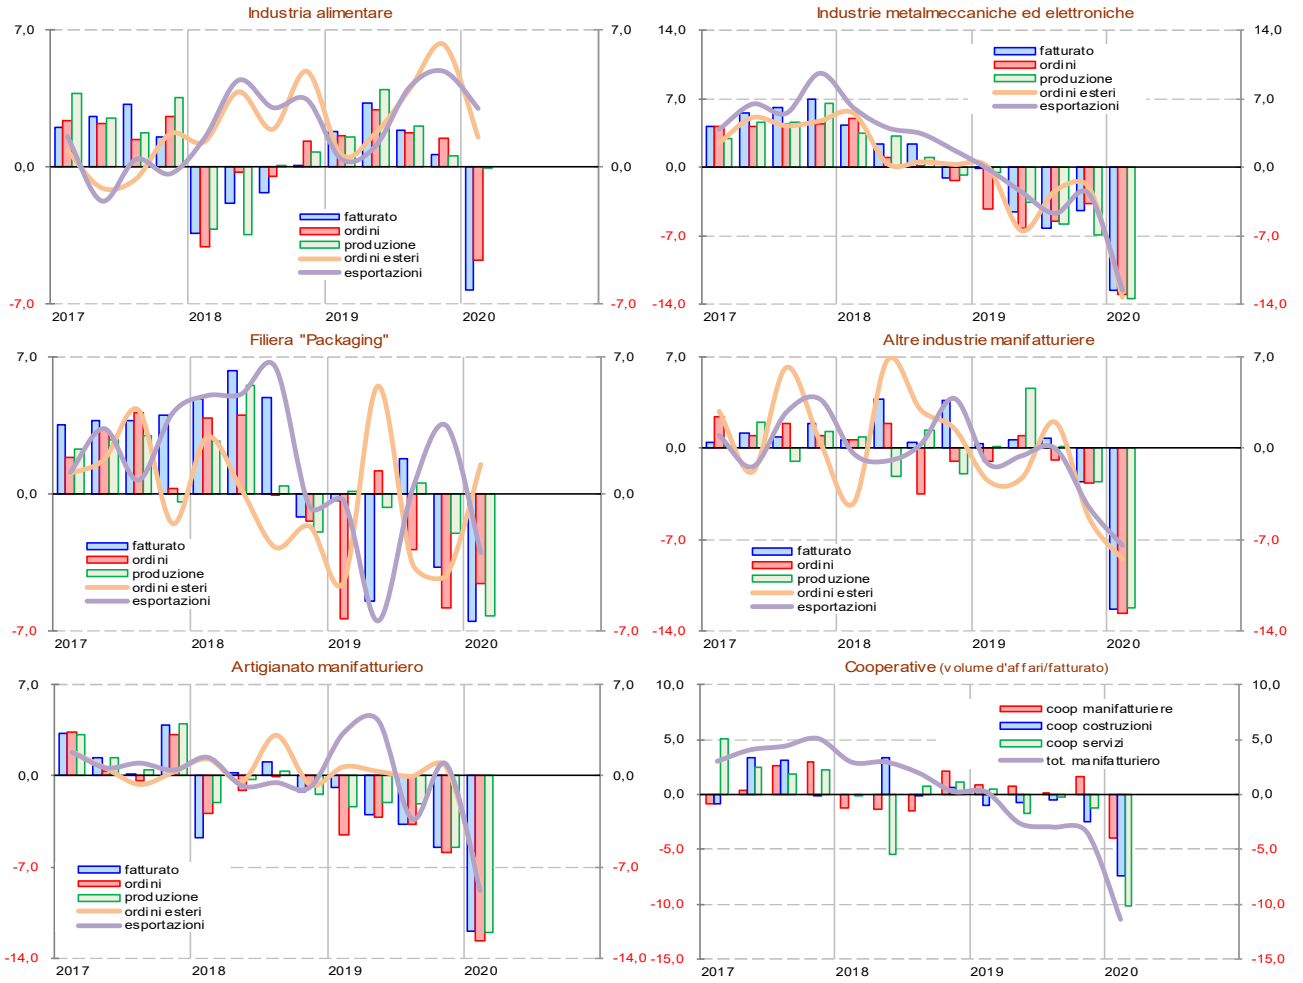 Industria alimentare
7,0
7,0
0,0
0,0
fatturato
ordini
produzione
ordini esteri
esportazioni
-7,0
-7,0
2017
2018
2019
2020
Industrie metalmeccaniche ed elettroniche
14,0
14,0
fatturato
ordini
produzione
ordini esteri
esportazioni
7,0
7,0
0,0
0,0
-7,0
-7,0
-14,0
-14,0
2017
2018
2019
2020
Filiera "Packaging"
7,0
7,0
0,0
0,0
fatturato
ordini
produzione
ordini esteri
esportazioni
-7,0
-7,0
2017
2018
2019
2020
Altre industrie manifatturiere
7,0
7,0
0,0
0,0
-7,0
-7,0
fatturato
ordini
produzione
ordini esteri
esportazioni
-14,0
-14,0
2017
2018
2019
2020
Artigianato manifatturiero
7,0
7,0
0,0
0,0
-7,0
-7,0
fatturato
ordini
produzione
ordini esteri
esportazioni
-14,0
-14,0
2017
2018
2019
2020
Cooperative (volume d'affari/fatturato)
10,0
10,0
coop manifatturiere
coop costruzioni
coop servizi
tot. manifatturiero
5,0
5,0
0,0
0,0
-5,0
-5,0
-10,0
-10,0
-15,0
-15,0
2017
2018
2019
2020